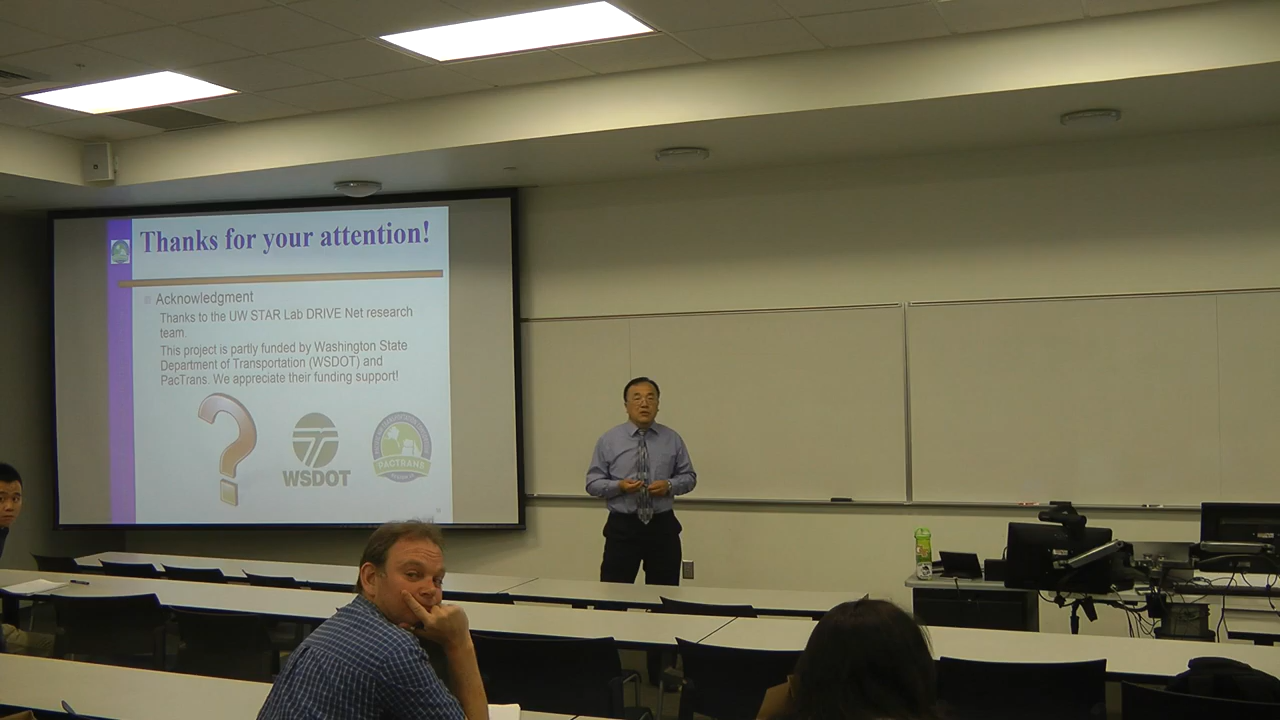 Thanks for your attention!
Acknowledgment
Thanks to the UW STAR Lab DRIVE Net research
team.
This project is partly funded by Washington State
Department of Transportation (WSDOT) and
PacTrans. We appreciate their funding support!
?
WSDOT
PACTRANS